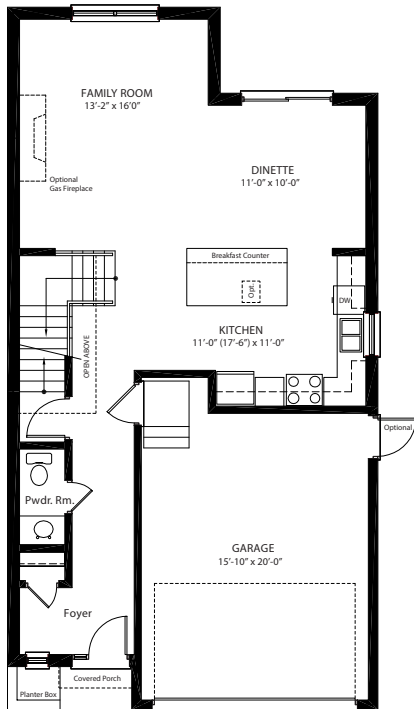 FAMILY ROOM
13'-2" x 16'0"
Optional
Gas Fireplace
DINETTE
11'-0" x 10'-0"
Breakfast Counter
Opt.
DW
KITCHEN
11'-0" (17'-6") x 11'-0"
OPEN ABOVE
Optional
Pwdr. Rm.
GARAGE
15'-10" x 20'-0"
Foyer
Covered Porch
Planter Box